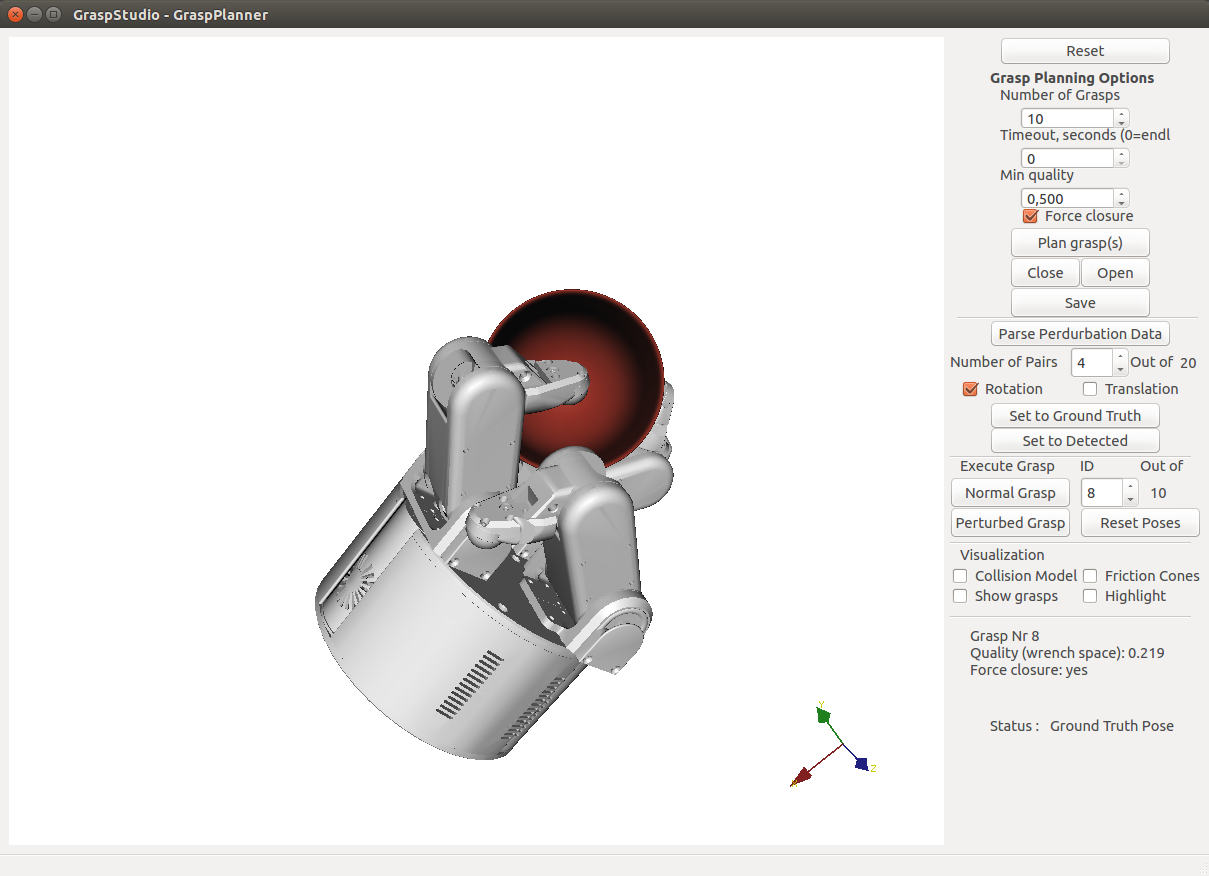 GraspStudio - GraspPlanner
Reset
Grasp Planning Options
Number of Grasps
10
Timeout, seconds (0=endl
0
Min quality
0,500
Force closure
Plan grasp(s)
Close Open
Save
Parse Perdurbation Data
Number of Pairs 4 Out of 20
Rotation Translation
Set to Ground Truth
Set to Detected
Execute Grasp ID Out of
Normal Grasp 8 10
Perturbed Grasp Reset Poses
Visualization
Collision Model Friction Cones
Show grasps Highlight
Grasp Nr 8
Quality (wrench space): 0.219
Force closure: yes
Status : Ground Truth Pose
Y
X
Z